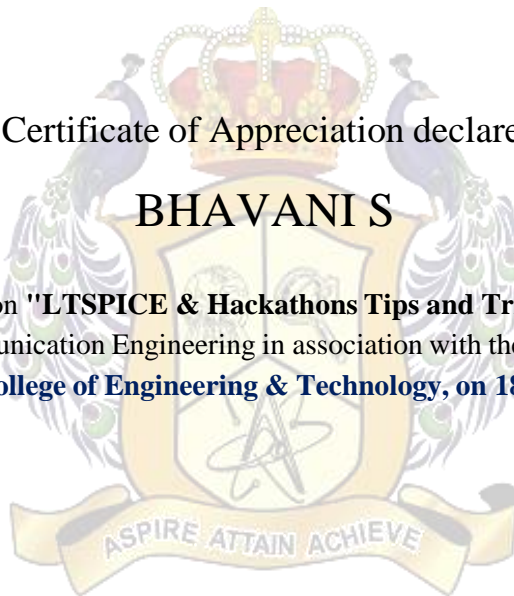 Certificate of Appreciation declare
BHAVANI S
on "LTSPICE & Hackathons Tips and Tr
unication Engineering in association with the
ollege of Engineering & Technology, on 18
ASPIRE ATTAIN ACHIEVE